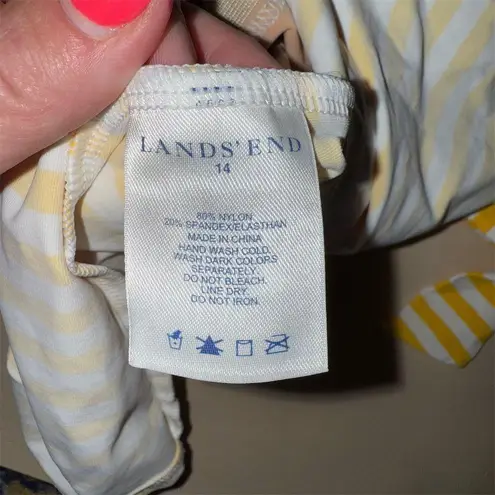 LANDS' END
14
80% NYLON
20% SPANDEX/ELASTHAN
MADE IN CHINA
HAND WASH COLD.
WASH DARK COLORS
SEPARATELY.
DO NOT BLEACH.
LINE DRY.
DO NOT IRON.